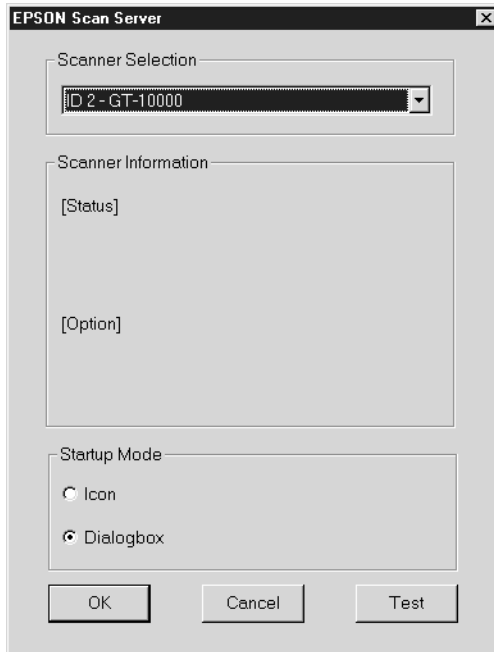 EPSON Scan Server
Scanner Selection
ID 2 - GT-10000
Scanner Information
[Status]
[Option]
Startup Mode
Icon
Dialogbox
OK Cancel Test